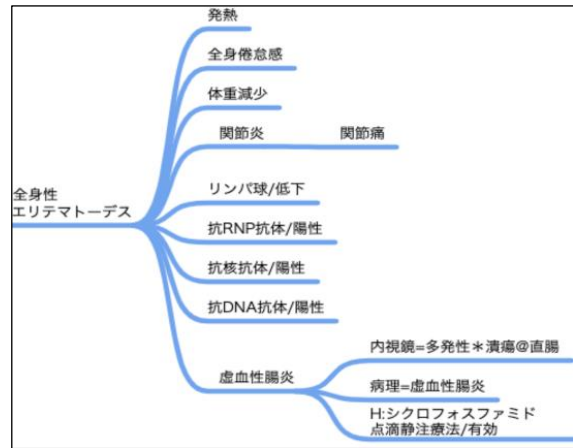 発熱
全身倦怠感
体重減少
関節炎
関節痛
全身性
エリテマトーデス
リンパ球/低下
抗RNP抗体/陽性
抗核抗体/陽性
抗DNA抗体/陽性
虚血性腸炎
内視鏡=多発性＊潰瘍@直腸
病理=虚血性腸炎
H:シクロフォスファミド
点滴静注療法/有効